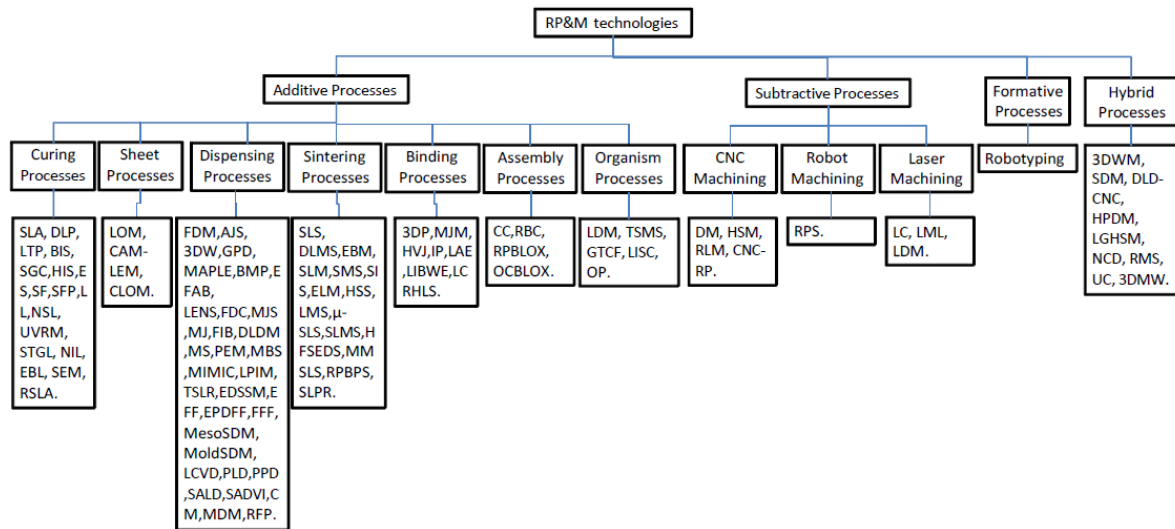 RP&M technologies
Additive Processes
Subtractive Processes
Formative
Processes
Hybrid
Processes
Curing
Processes
Sheet
Processes
Dispensing
Processes
Sintering
Processes
Binding
Processes
Assembly
Processes
Organism
Processes
CNC
Machining
Robot
Machining
Laser
Machining
Robotyping
SLA, DLP,
LTP, BIS,
SGC,HIS,E
S,SF,SFP,L
L,NSL,
UVRM,
STGL, NIL,
EBL, SEM,
RSLA.
LOM,
CAM-
LEM,
CLOM.
FDM,AJS,
3DW,GPD,
MAPLE,BMP,E
FAB,
LENS,FDC,MJS
,MJ,FIB,DLDM
,MS,PEM,MBS
,MIMIC,LPIM,
TSLR,EDSSM,E
FF,EPDFF,FFF,
MesoSDM,
MoldSDM,
LCVD,PLD,PPD
,SALD,SADVI,C
M,MDM,RFP.
SLS,
DLMS,EBM,
SLM,SMS,SI
S,ELM,HSS,
LMS,μ-
SLS,SLMS,H
FSEDS,MM
SLS,RPBPS,
SLPR.
3DP,MJM,
HVJ,IP,LAE
,LIBWE,LC
RHLS.
CC,RBC,
RPBLOX,
OCBLOX.
LDM, TSMS,
GTCF, LISC,
OP.
DM, HSM,
RLM, CNC-
RP.
RPS.
LC, LML,
LDM.
3DWM,
SDM, DLD-
CNC,
HPDM,
LGHSM,
NCD, RMS,
UC, 3DMW.